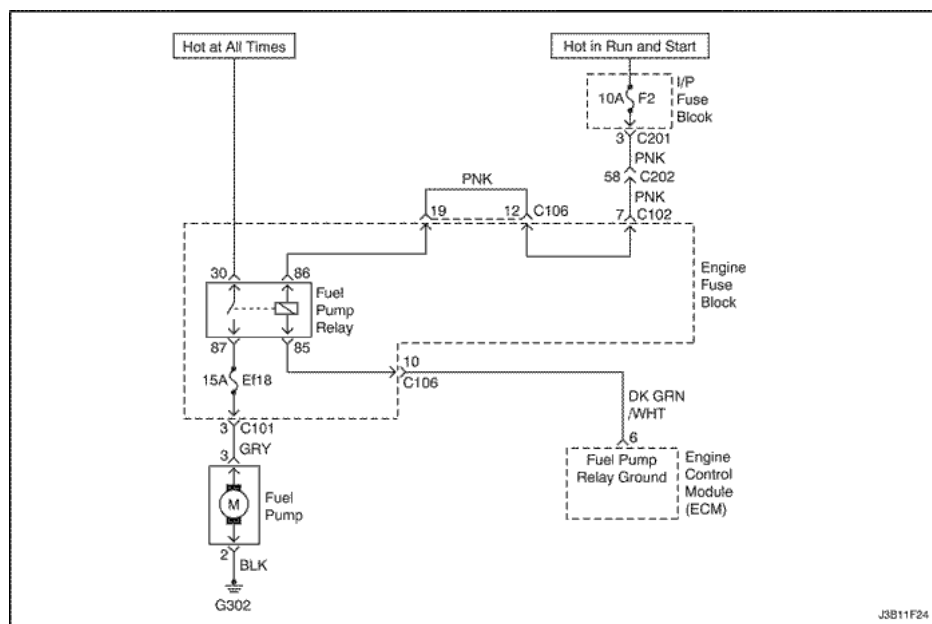 Hot at All Times
Hot in Run and Start
10A F2
I/P
Fuse
Blcok
3 C201
PNK
58 C202
PNK
7 C102
PNK
19
12 C106
Engine
Fuse
Block
30
86
Fuel
Pump
Relay
87
85
15A Ef18
10
C106
DK GRN
/WHT
6
3 C101
GRY
3
M
Fuel
Pump
2
BLK
G302
Fuel Pump
Relay Ground
Engine
Control
Module
(ECM)
J3B11F24